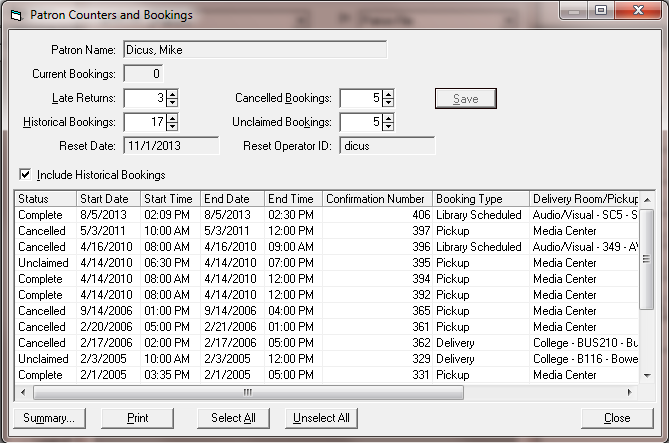 Patron Counters and Bookings
Patron Name: Dicus, Mike
Current Bookings: 0
Late Returns: 3 Cancelled Bookings: 5 Save
Historical Bookings: 17 Unclaimed Bookings: 5
Reset Date: 11/1/2013 Reset Operator ID: dicus
Include Historical Bookings
Status Start Date Start Time End Date End Time Confirmation Number Booking Type Delivery Room/Pickup
Complete 8/5/2013 02:09 PM 8/5/2013 02:30 PM 406 Library Scheduled Audio/Visual - SC5 - S
Cancelled 5/3/2011 10:00 AM 5/3/2011 12:00 PM 397 Pickup Media Center
Cancelled 4/16/2010 08:00 AM 4/16/2010 09:00 AM 396 Library Scheduled Audio/Visual - 349 - AV
Unclaimed 4/14/2010 06:30 PM 4/14/2010 07:00 PM 395 Pickup Media Center
Complete 4/14/2010 08:00 AM 4/14/2010 12:00 PM 394 Pickup Media Center
Complete 4/14/2010 08:00 AM 4/14/2010 12:00 PM 392 Pickup Media Center
Cancelled 9/14/2006 01:00 PM 9/14/2006 04:00 PM 365 Pickup Media Center
Cancelled 2/20/2006 05:00 PM 2/21/2006 01:00 PM 361 Pickup Media Center
Cancelled 2/17/2006 02:00 PM 2/17/2006 05:00 PM 362 Delivery College - BUS210 - Bu
Unclaimed 2/3/2005 10:00 AM 2/3/2005 12:00 PM 329 Delivery College - B116 - Bowe
Complete 2/1/2005 03:35 PM 2/1/2005 05:00 PM 331 Pickup Media Center
Summary... Print Select All Unselect All Close